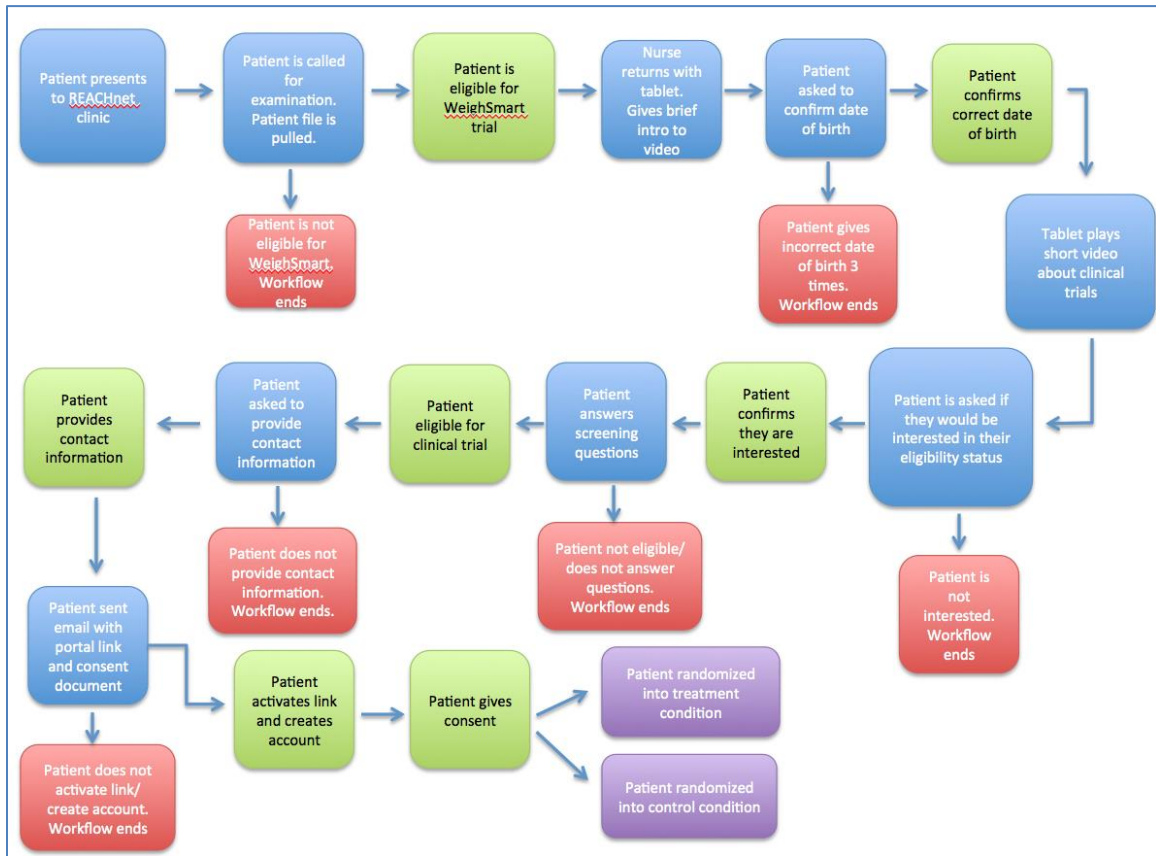 Patient presents
to REACHnet
clinic
Patient is called
for
examination.
Patient file is
pulled.
Patient is
eligible for
WeighSmart
trial
Nurse
returns with
tablet.
Gives brief
intro to
video
Patient
asked to
confirm date
of birth
Patient
confirms
correct date
of birth
Patient is not
eligible for
WeighSmart.
Workflow
ends
Patient gives
incorrect date
of birth 3
times.
Workflow ends
Tablet plays
short video
about clinical
trials
Patient is asked if
they would be
interested in their
eligibility status
Patient
confirms
they are
interested
Patient
answers
screening
questions
Patient
eligible for
clinical trial
Patient
asked to
provide
contact
information
Patient
provides
contact
information
Patient is
not
interested.
Workflow
ends
Patient not eligible/
does not answer
questions.
Workflow ends
Patient does not
provide contact
information.
Workflow ends.
Patient sent
email with
portal link
and consent
document
Patient
activates link
and creates
account
Patient gives
consent
Patient randomized
into treatment
condition
Patient randomized
into control condition
Patient does not
activate link/
create account.
Workflow ends